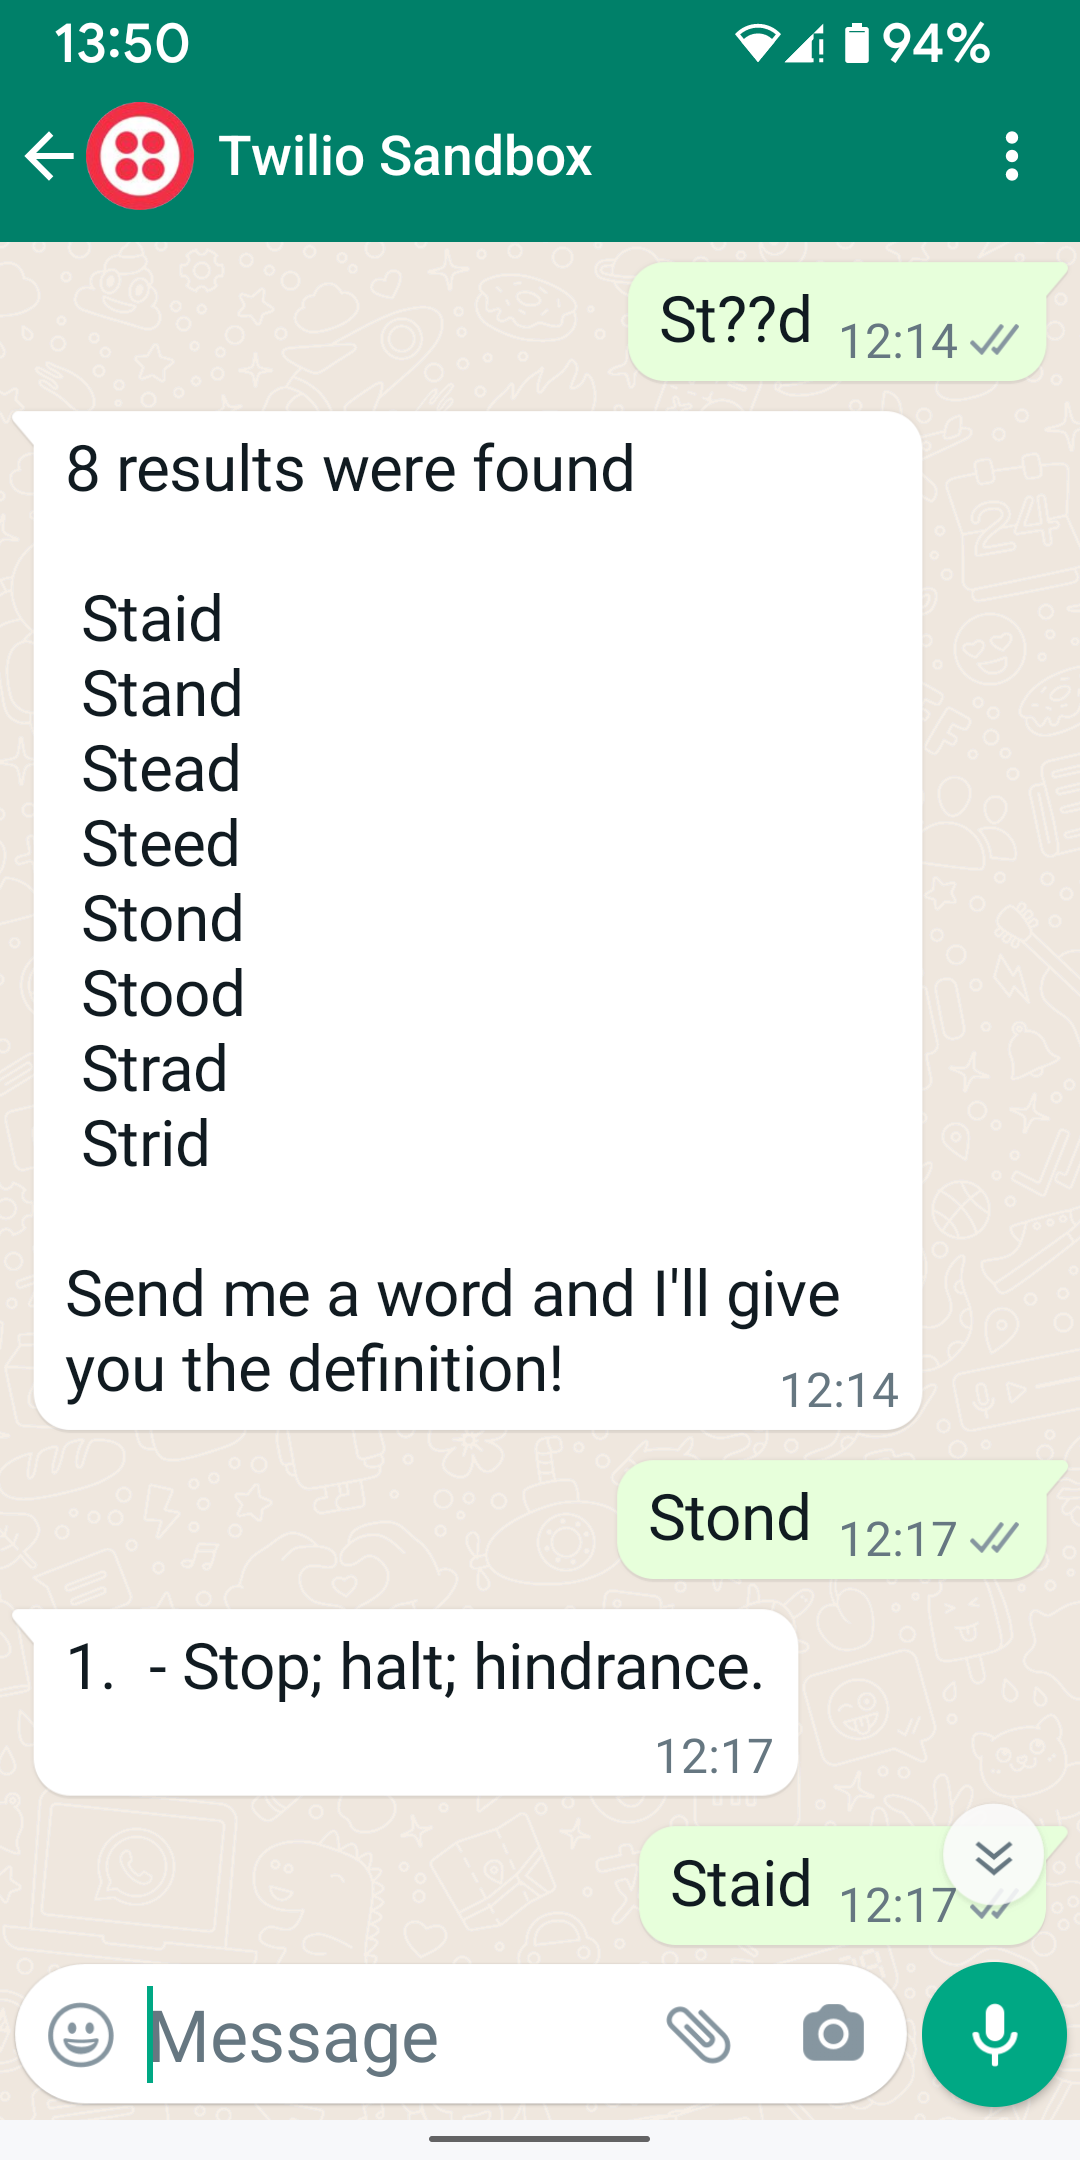 13:50 94%
Twilio Sandbox
St??d 12:14
8 results were found
Staid
Stand
Stead
Steed
Stond
Stood
Strad
Strid
Send me a word and I'll give
you the definition!
12:14
Stond 12:17
1.  - Stop; halt; hindrance.
12:17
Staid 12:17
Message